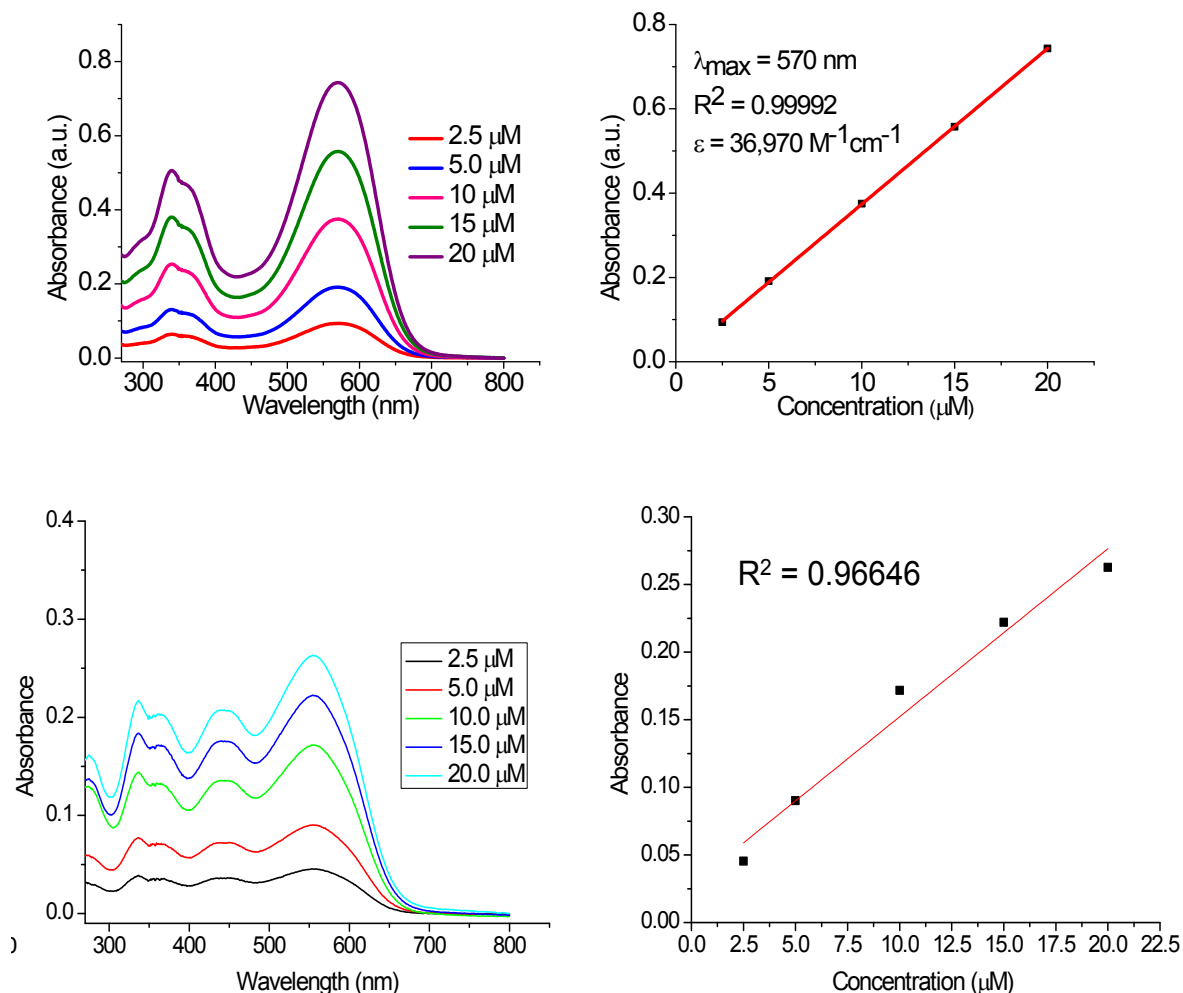 0.8
0.6
0.4
0.2
0.0
Absorbance (a.u.)
300 400 500 600 700 800
Wavelength (nm)
2.5 μM
5.0 μM
10 μM
15 μM
20 μM
0.8
0.6
0.4
0.2
0.0
Absorbance (a.u.)
λmax = 570 nm
R² = 0.99992
ε = 36,970 M⁻¹cm⁻¹
0 5 10 15 20
Concentration (μM)
0.4
0.3
0.2
0.1
0.0
Absorbance
2.5 μM
5.0 μM
10.0 μM
15.0 μM
20.0 μM
0 300 400 500 600 700 800
Wavelength (nm)
0.30
0.25
0.20
0.15
0.10
0.05
0.00
Absorbance
R² = 0.96646
0.0 2.5 5.0 7.5 10.0 12.5 15.0 17.5 20.0 22.5
Concentration (μM)